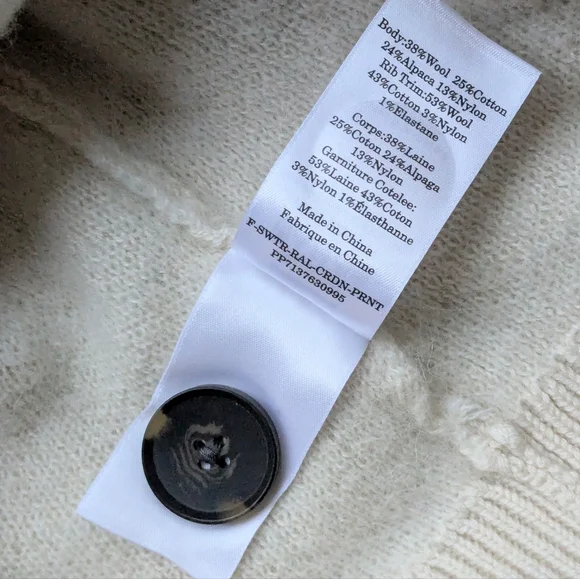 Body:38%Wool 25%Cotton
24%Alpaca 13%Nylon
Rib Trim:53%Wool
43%Cotton 3%Nylon
1%Elastane
Corps:38%Laine
25%Coton 24%Alpaga
13%Nylon
Garniture Cotelee:
53%Laine 43%Coton
3%Nylon 1%Élasthanne
Made in China
Fabrique en Chine
F-SWTR-RAL-CRDN-PRNT
PP7137630995